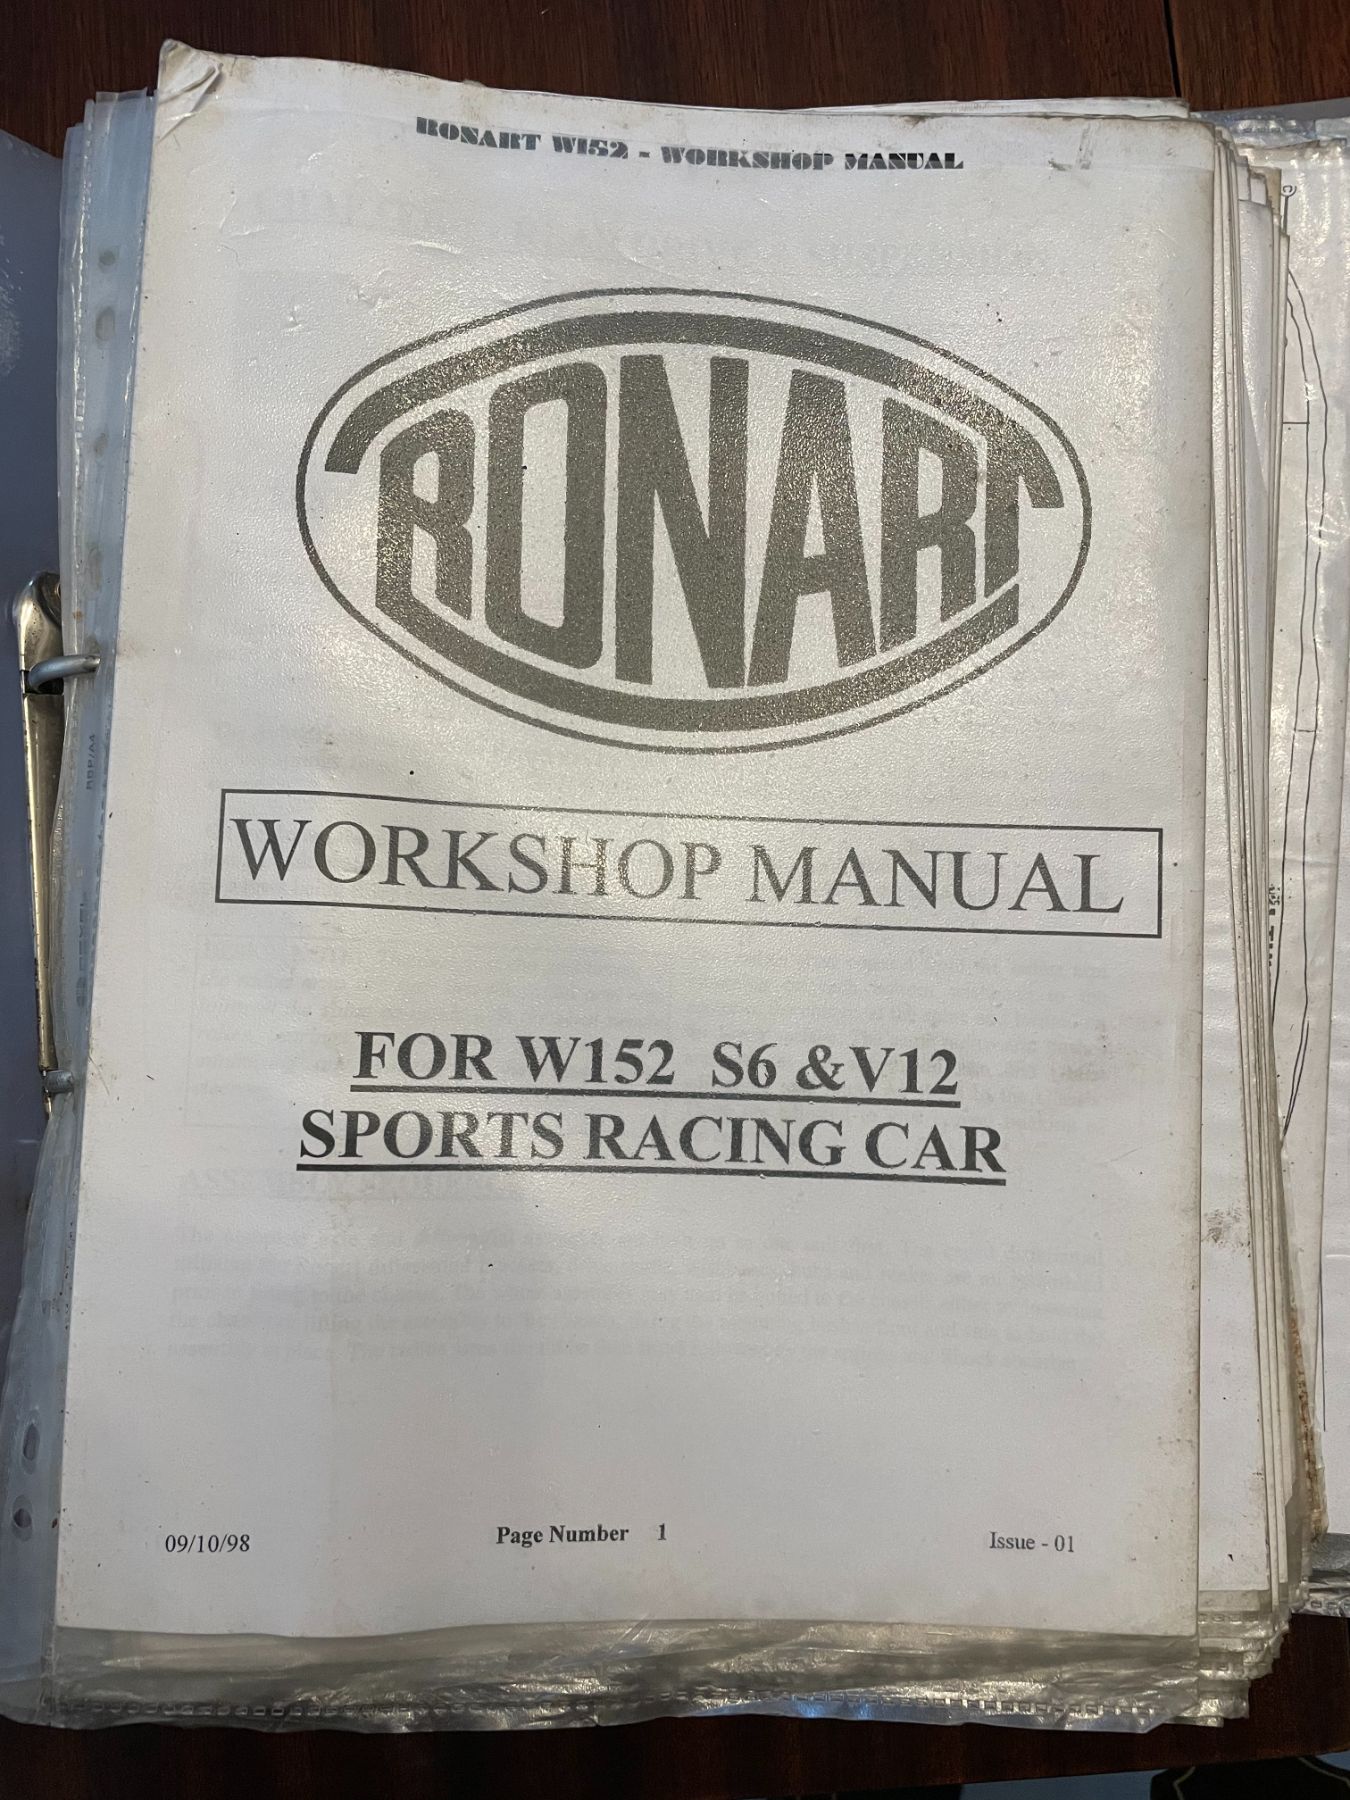 RONART W152 - WORKSHOP MANUAL
RONART
WORKSHOP MANUAL
FOR W152 S6 &V12
SPORTS RACING CAR
09/10/98
Page Number 1
Issue - 01